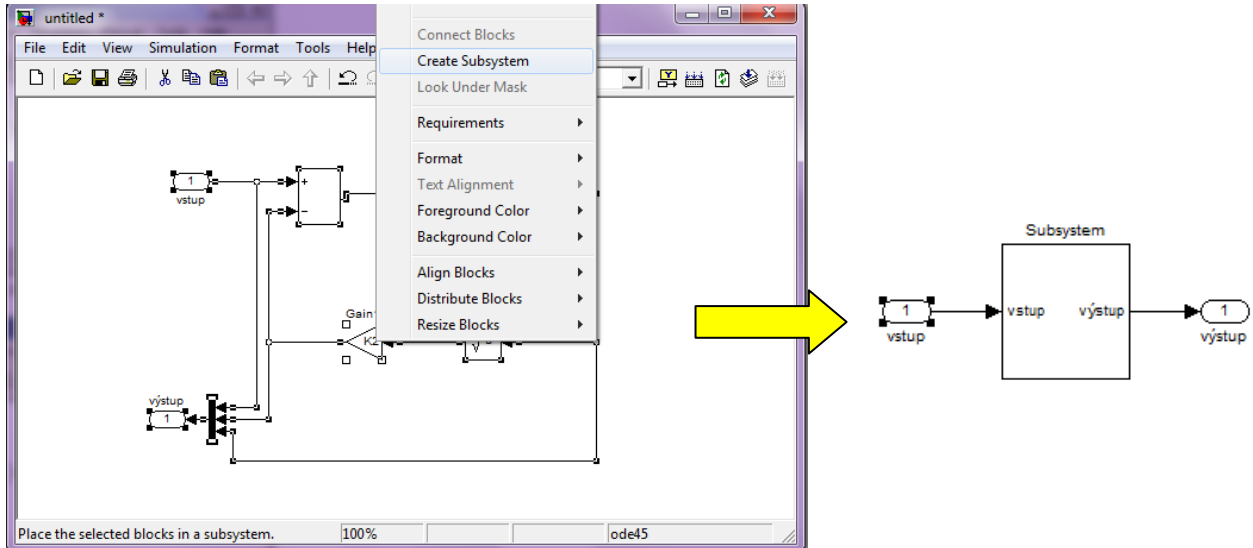 untitled *
File Edit View Simulation Format Tools Help
Connect Blocks
Create Subsystem
Look Under Mask
Requirements
Format
Text Alignment
Foreground Color
Background Color
Align Blocks
Distribute Blocks
Resize Blocks
1
vstup
+
−
Gain1
K2
výstup
1
Place the selected blocks in a subsystem. 100% ode45
Subsystem
1
vstup
vstup výstup
1
výstup